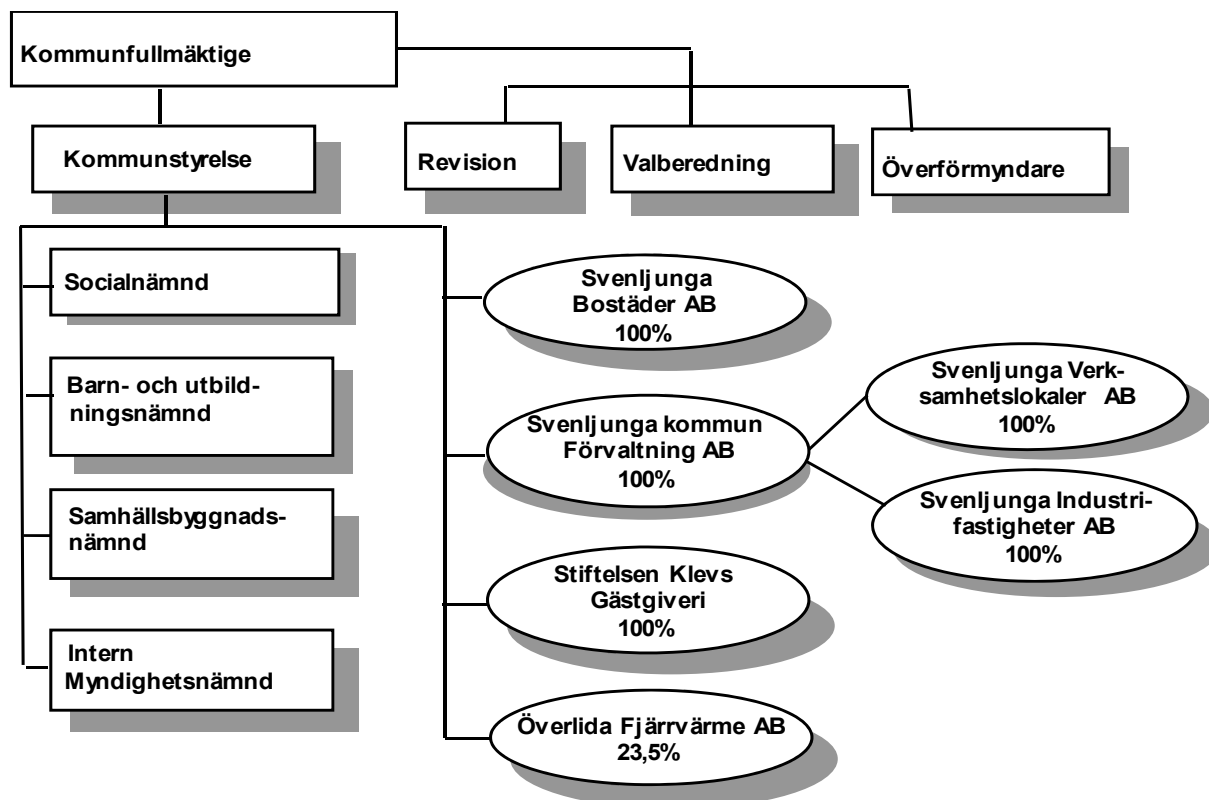 Kommunfullmäktige
Kommunstyrelse
Revision
Valberedning
Överförmyndare
Socialnämnd
Barn- och utbild-
ningsnämnd
Samhällsbyggnads-
nämnd
Intern
Myndighetsnämnd
Svenljunga
Bostäder AB
100%
Svenljunga kommun
Förvaltning AB
100%
Svenljunga Verk-
samhetslokaler AB
100%
Svenljunga Industri-
fastigheter AB
100%
Stiftelsen Klevs
Gästgiveri
100%
Överlida Fjärrvärme AB
23,5%